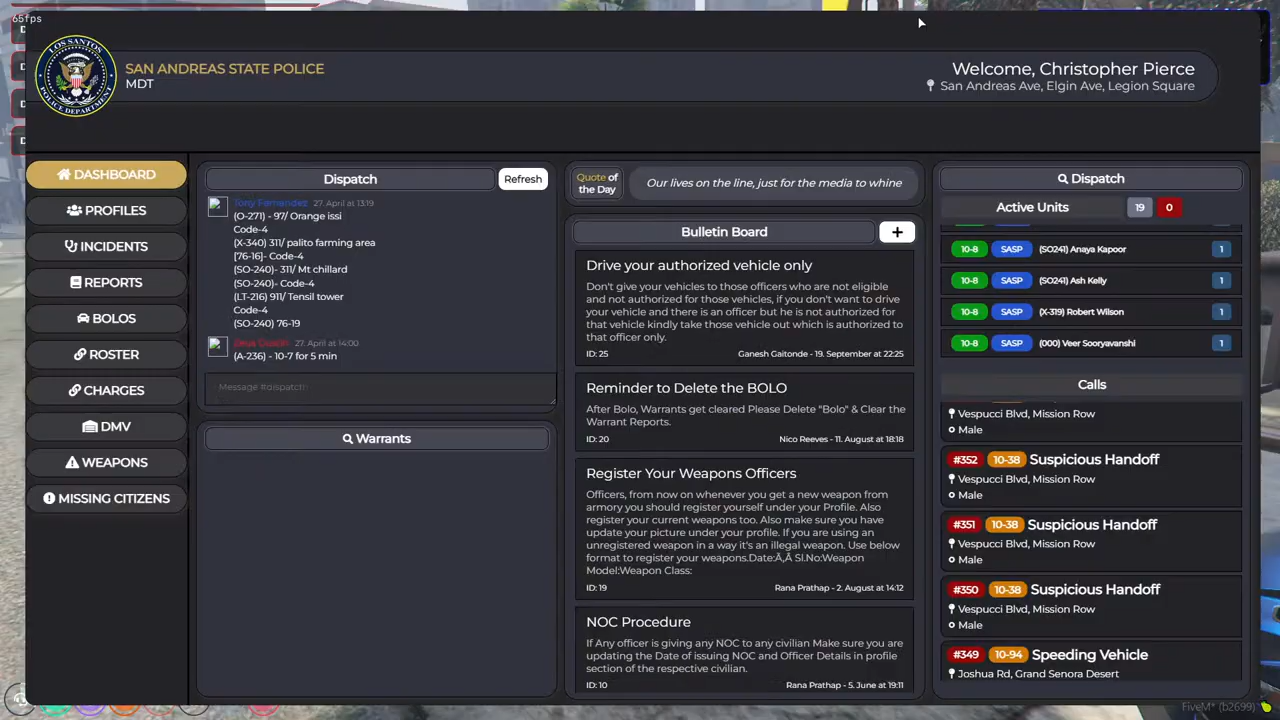 65fps
LOS SANTOS
POLICE DEPARTMENT
SAN ANDREAS STATE POLICE
MDT
Welcome, Christopher Pierce
San Andreas Ave, Elgin Ave, Legion Square
DASHBOARD
PROFILES
INCIDENTS
REPORTS
BOLOS
ROSTER
CHARGES
DMV
WEAPONS
MISSING CITIZENS
Dispatch
Refresh
Tony Fernandez 27. April at 13:19
(O-271) - 97/ Orange issi
Code-4
(X-340) 311/ palito farming area
[76-16]- Code-4
(SO-240)- 311/ Mt chillard
(SO-240)- Code-4
(LT-216) 911/ Tensil tower
Code-4
(SO-240) 76-19
27. April at 14:00
(A-236) - 10-7 for 5 min
Message #dispatch
Warrants
Quote of
the Day
Our lives on the line, just for the media to whine
Bulletin Board
+
Drive your authorized vehicle only
Don't give your vehicles to those officers who are not eligible
and not authorized for those vehicles, if you don't want to drive
your vehicle and there is an officer but he is not authorized for
that vehicle kindly take those vehicle out which is authorized to
that officer only.
ID: 25 Ganesh Gaitonde - 19. September at 22:25
Reminder to Delete the BOLO
After Bolo, Warrants get cleared Please Delete "Bolo" & Clear the
Warrant Reports.
ID: 20 Nico Reeves - 11. August at 18:18
Register Your Weapons Officers
Officers, from now on whenever you get a new weapon from
armory you should register yourself under your Profile. Also
register your current weapons too. Also make sure you have
update your picture under your profile. If you are using an
unregistered weapon in a way it's an illegal weapon. Use below
format to register your weapons.Date:Ã‚Â Sl.No:Weapon
Model:Weapon Class:
ID: 19 Rana Prathap - 2. August at 14:12
NOC Procedure
If Any officer is giving any NOC to any civilian Make sure you are
updating the Date of issuing NOC and Officer Details in profile
section of the respective civilian.
ID: 10 Rana Prathap - 5. June at 19:11
Dispatch
Active Units 19 0
10-8 SASP (SO241) Anaya Kapoor 1
10-8 SASP (SO241) Ash Kelly 1
10-8 SASP (X-319) Robert Wilson 1
10-8 SASP (000) Veer Sooryavanshi 1
Calls
Vespucci Blvd, Mission Row
Male
#352 10-38 Suspicious Handoff
Vespucci Blvd, Mission Row
Male
#351 10-38 Suspicious Handoff
Vespucci Blvd, Mission Row
Male
#350 10-38 Suspicious Handoff
Vespucci Blvd, Mission Row
Male
#349 10-94 Speeding Vehicle
Joshua Rd, Grand Senora Desert
FiveM* (b2699)